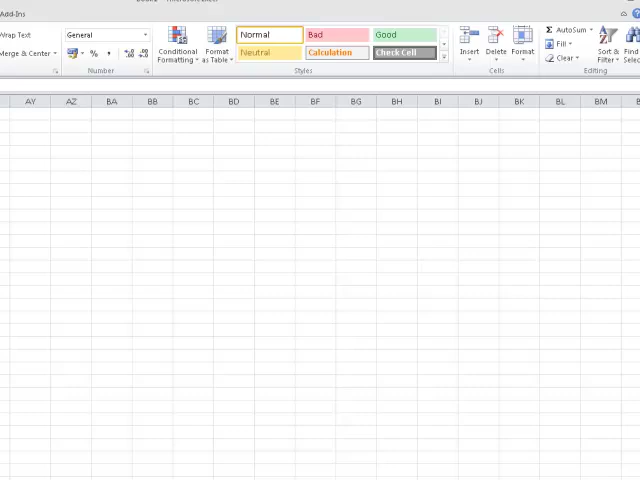 Add-Ins
Wrap Text
General
Normal
Bad
Good
AutoSum
Merge & Center
%
,
Conditional
Formatting
Format
as Table
Neutral
Calculation
Check Cell
Insert
Delete
Format
Fill
Clear
Sort &
Filter
Find
Selec
Number
Styles
Cells
Editing
AY AZ BA BB BC BD BE BF BG BH BI BJ BK BL BM